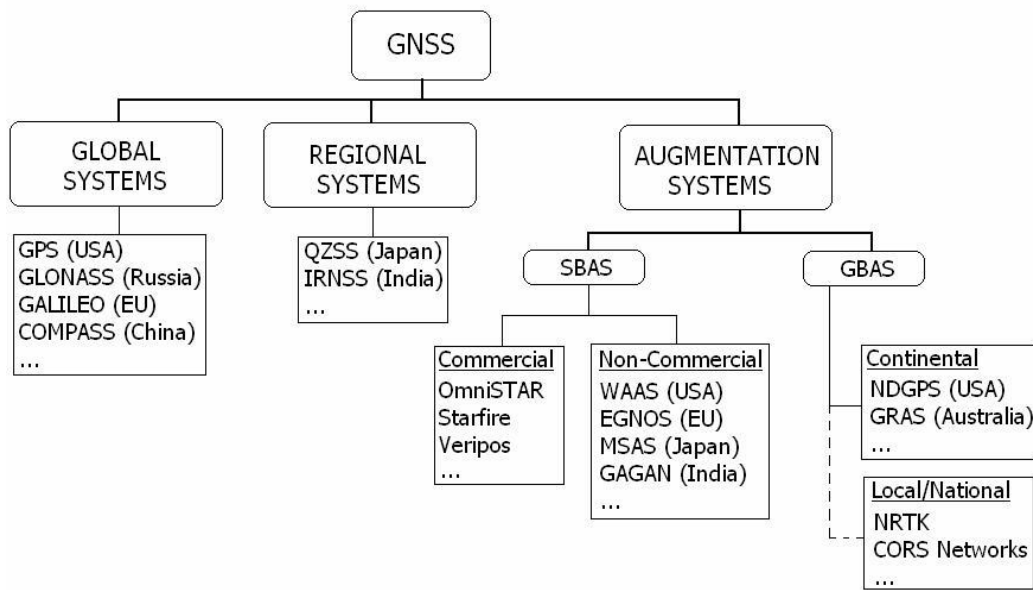 GNSS
GLOBAL
SYSTEMS
REGIONAL
SYSTEMS
AUGMENTATION
SYSTEMS
GPS (USA)
GLONASS (Russia)
GALILEO (EU)
COMPASS (China)
...
QZSS (Japan)
IRNSS (India)
...
SBAS
GBAS
Commercial
OmniSTAR
Starfire
Veripos
...
Non-Commercial
WAAS (USA)
EGNOS (EU)
MSAS (Japan)
GAGAN (India)
...
Continental
NDGPS (USA)
GRAS (Australia)
...
Local/National
NRTK
CORS Networks
...